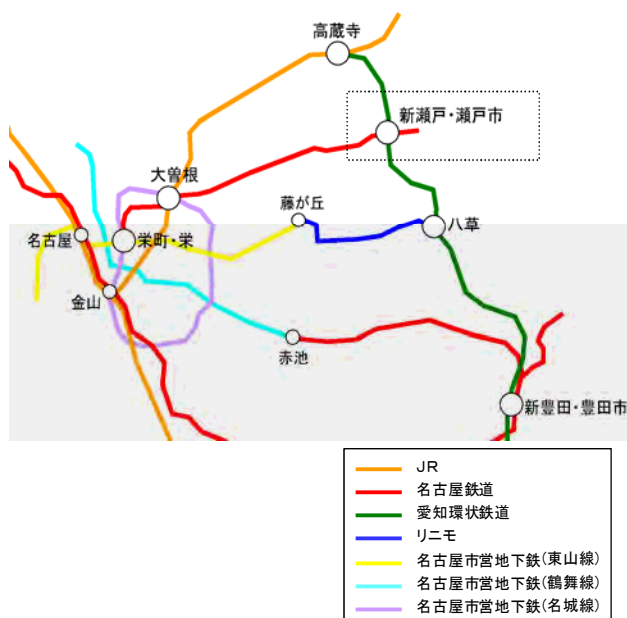 高蔵寺
新瀬戸・瀬戸市
大曽根
藤が丘
八草
名古屋
栄町・栄
金山
赤池
新豊田・豊田市
ＪＲ
名古屋鉄道
愛知環状鉄道
リニモ
名古屋市営地下鉄(東山線)
名古屋市営地下鉄(鶴舞線)
名古屋市営地下鉄(名城線)